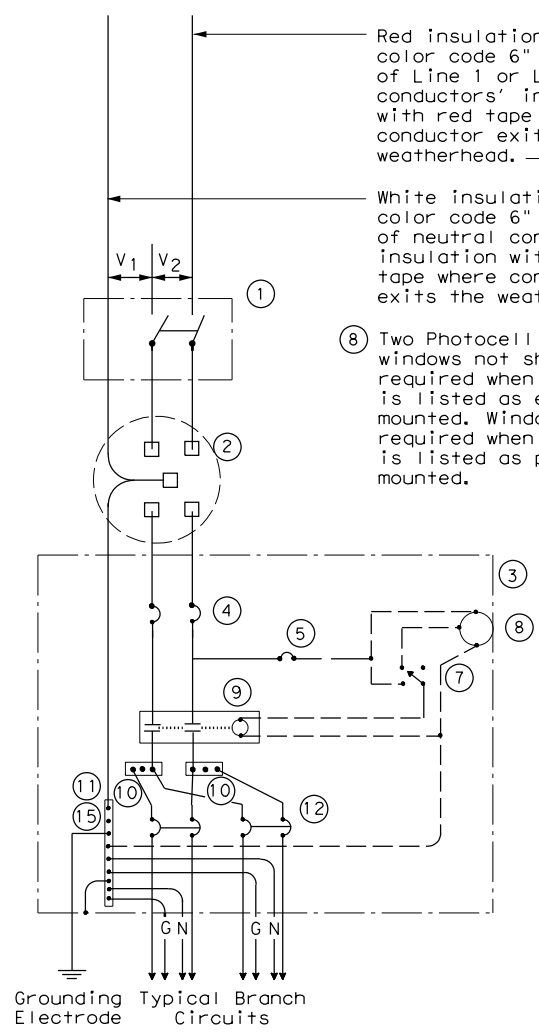 Red insulation
color code 6"
of Line 1 or L
conductors' in
with red tape
conductor exit
weatherhead.
White insulati
color code 6"
of neutral con
insulation wit
tape where con
exits the weat
V1 V2
1
8 Two Photocell
windows not sh
required when
is listed as e
mounted. Windo
required when
is listed as p
mounted.
2
3
4
5
8
7
9
11
10
10
12
15
G N
G N
Grounding
Electrode
Typical Branch
Circuits